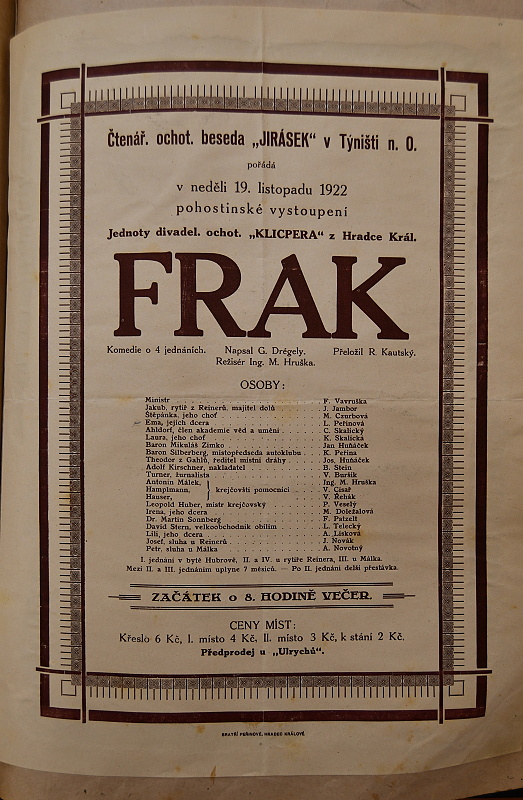 Čtenář. ochot. beseda „JIRÁSEK" v Týništi n. O.
pořádá
v neděli 19. listopadu 1922
pohostinské vystoupení
Jednoty divadel. ochot. „KLICPERA" z Hradce Král.
FRAK
Komedie o 4 jednáních. Napsal G. Drégely. Přeložil R. Kautský.
Režisér Ing. M. Hruška.
OSOBY:
Ministr . . . F. Vavruška
Jakub, rytíř z Reinerů, majitel dolů . . . J. Jambor
Štěpánka, jeho choť . . . M. Czurbová
Ema, jejich dcera . . . L. Peřinová
Ahldorf, člen akademie věd a umění . . . C. Skalický
Laura, jeho choť . . . K. Skalická
Baron Mikuláš Zimko . . . Jan Huňáček
Baron Silberberg, místopředseda autoklubu . . . K. Peřina
Theodor z Gahlů, ředitel místní dráhy . . . Jos. Huňáček
Adolf Kirschner, nakladatel . . . B. Stein
Turner, žurnalista . . . V. Buršík
Antonín Málek, } krejčovští pomocníci . . . Ing. M. Hruška
Hamplmann, . . . V. Císař
Hauser, . . . V. Řehák
Leopold Huber, mistr krejčovský . . . P. Veselý
Irena, jeho dcera . . . M. Doležalová
Dr. Martin Sonnberg . . . F. Patzelt
David Stern, velkoobchodník obilím . . . L. Telecký
Lili, jeho dcera . . . A. Lisková
Josef, sluha u Reinerů . . . J. Novák
Petr, sluha u Málka . . . A. Novotný
I. jednání v bytě Hubrově, II. a IV. u rytíře Reinera, III. u Málka.
Mezi II. a III. jednáním uplyne 7 měsíců. — Po II. jednání delší přestávka.
ZAČÁTEK o 8. HODINĚ VEČER.
CENY MÍST:
Křeslo 6 Kč, I. místo 4 Kč, II. místo 3 Kč, k stání 2 Kč.
Předprodej u „Ulrychů".
BRATŘÍ PEŘINOVÉ, HRADEC KRÁLOVÉ.